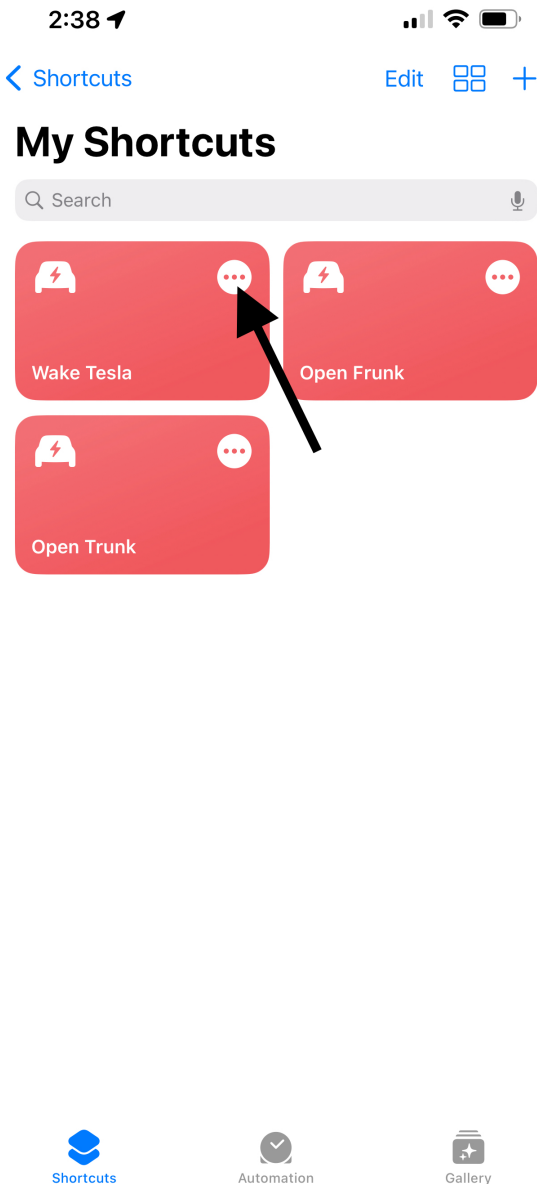 2:38
Shortcuts
Edit
My Shortcuts
Search
Wake Tesla
Open Frunk
Open Trunk
Shortcuts
Automation
Gallery